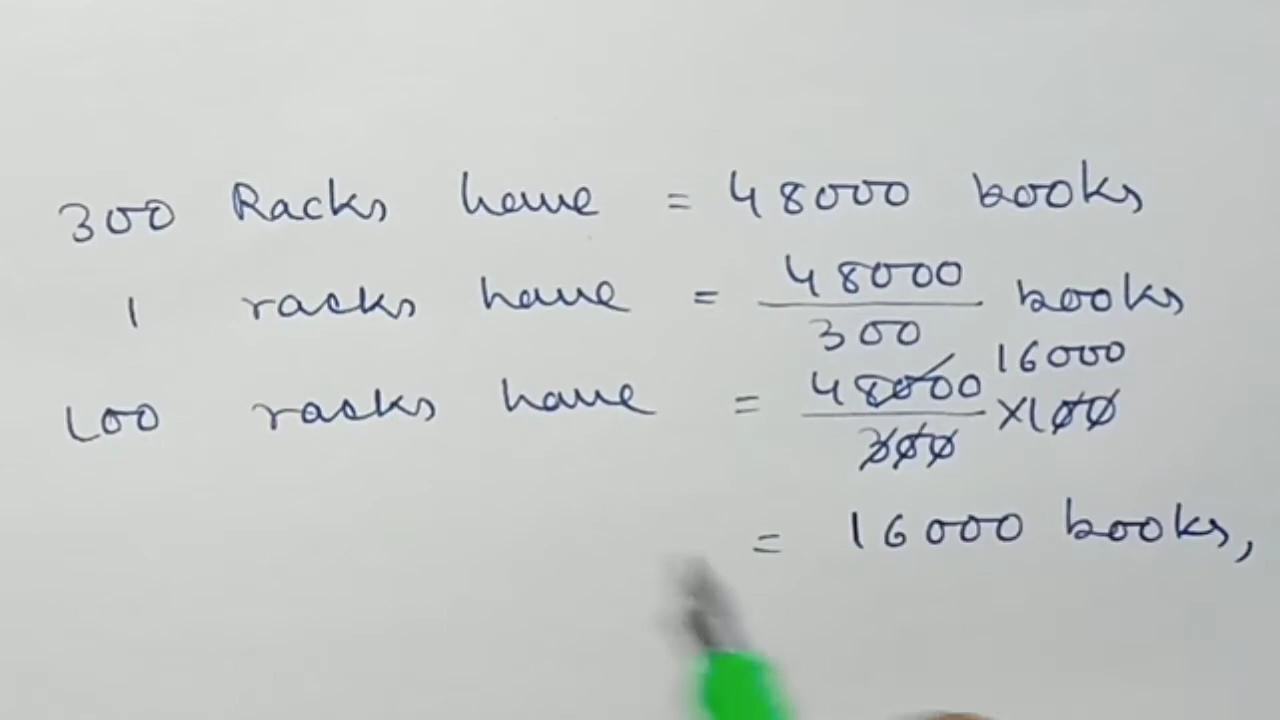 300 Racks have = 48000 books
1 racks have = 48000/300 books
100 racks have = 48000/300 ×100 16000
= 16000 books,